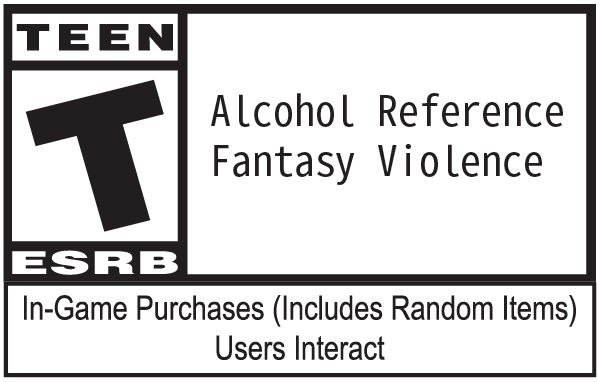 TEEN
T
ESRB
Alcohol Reference
Fantasy Violence
In-Game Purchases (Includes Random Items)
Users Interact